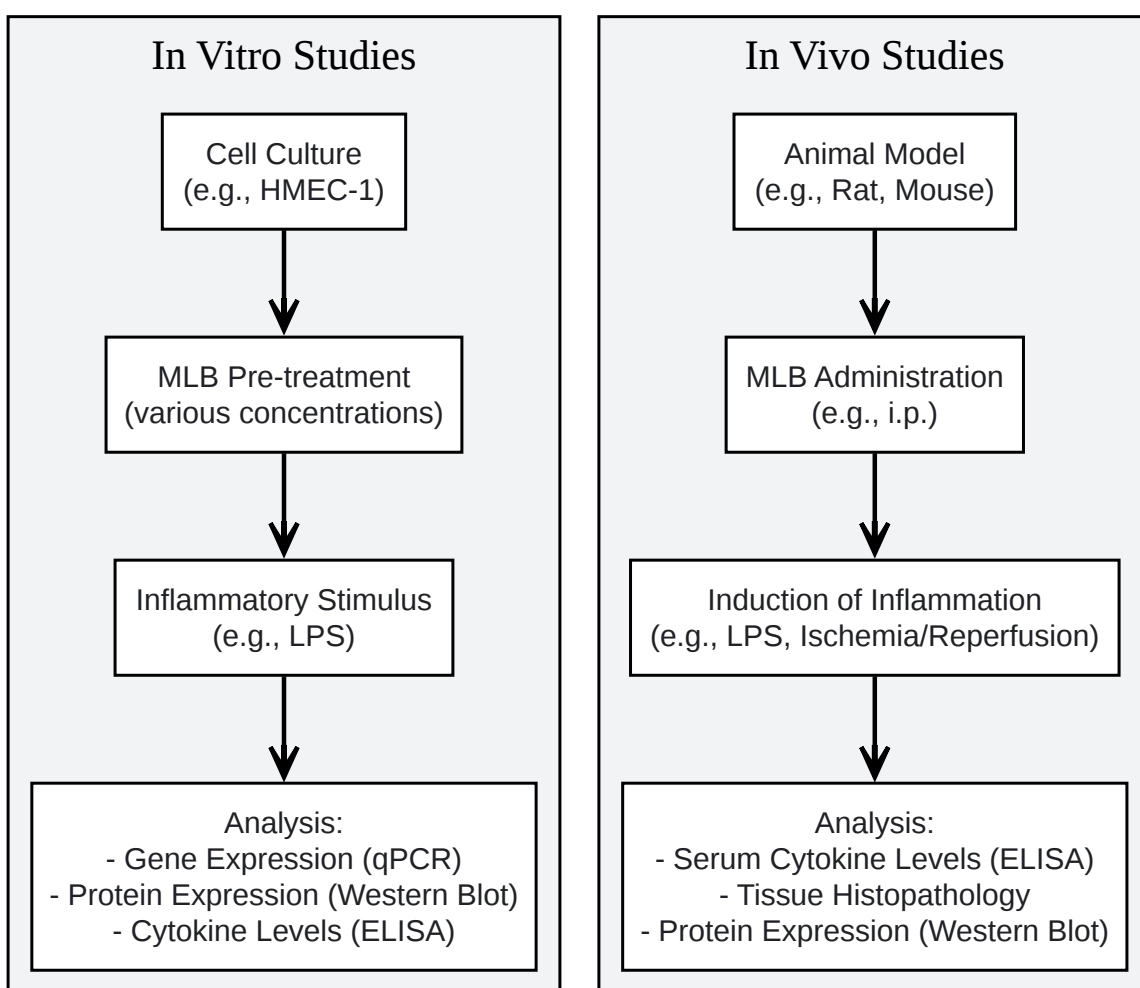 In Vitro Studies
Cell Culture
(e.g., HMEC-1)
MLB Pre-treatment
(various concentrations)
Inflammatory Stimulus
(e.g., LPS)
Analysis:
- Gene Expression (qPCR)
- Protein Expression (Western Blot)
- Cytokine Levels (ELISA)
In Vivo Studies
Animal Model
(e.g., Rat, Mouse)
MLB Administration
(e.g., i.p.)
Induction of Inflammation
(e.g., LPS, Ischemia/Reperfusion)
Analysis:
- Serum Cytokine Levels (ELISA)
- Tissue Histopathology
- Protein Expression (Western Blot)